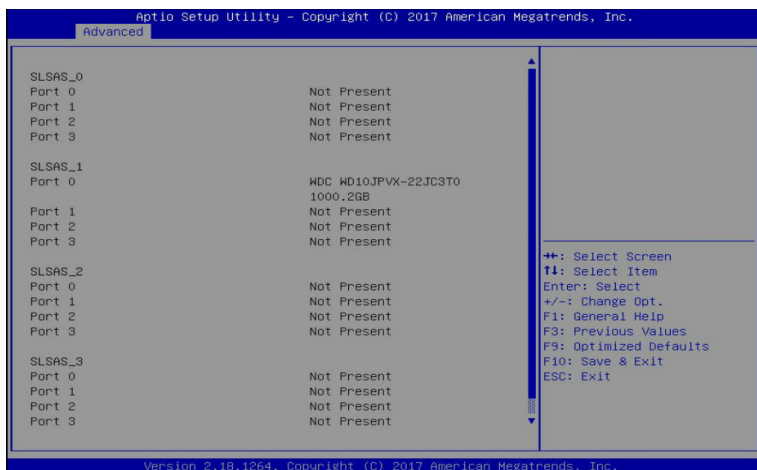 Aptio Setup Utility – Copyright (C) 2017 American Megatrends, Inc.
Advanced
SLSAS_0
Port 0 Not Present
Port 1 Not Present
Port 2 Not Present
Port 3 Not Present
SLSAS_1
Port 0 WDC WD10JPVX-22JC3T0
1000.2GB
Port 1 Not Present
Port 2 Not Present
Port 3 Not Present
SLSAS_2
Port 0 Not Present
Port 1 Not Present
Port 2 Not Present
Port 3 Not Present
SLSAS_3
Port 0 Not Present
Port 1 Not Present
Port 2 Not Present
Port 3 Not Present
→←: Select Screen
↑↓: Select Item
Enter: Select
+/-: Change Opt.
F1: General Help
F3: Previous Values
F9: Optimized Defaults
F10: Save & Exit
ESC: Exit
Version 2.18.1264. Copyright (C) 2017 American Megatrends, Inc.